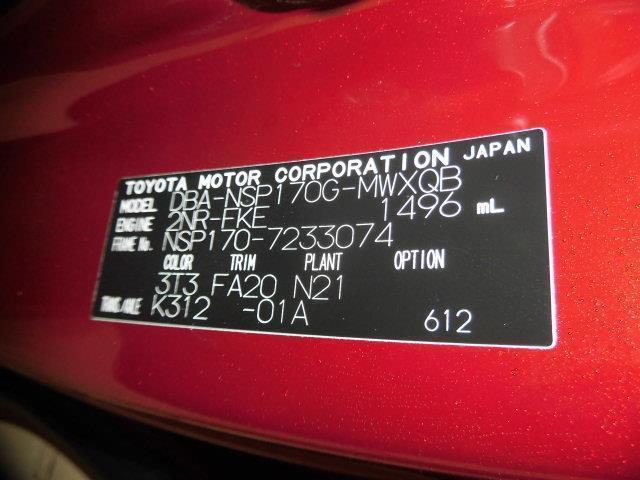 TOYOTA MOTOR CORPORATION JAPAN
MODEL DBA-NSP170G-MWXQB
ENGINE 2NR-FKE 1496 mL
FRAME No. NSP170-7233074
COLOR TRIM PLANT OPTION
3T3 FA20 N21
TRANS./AXLE K312 -01A
612